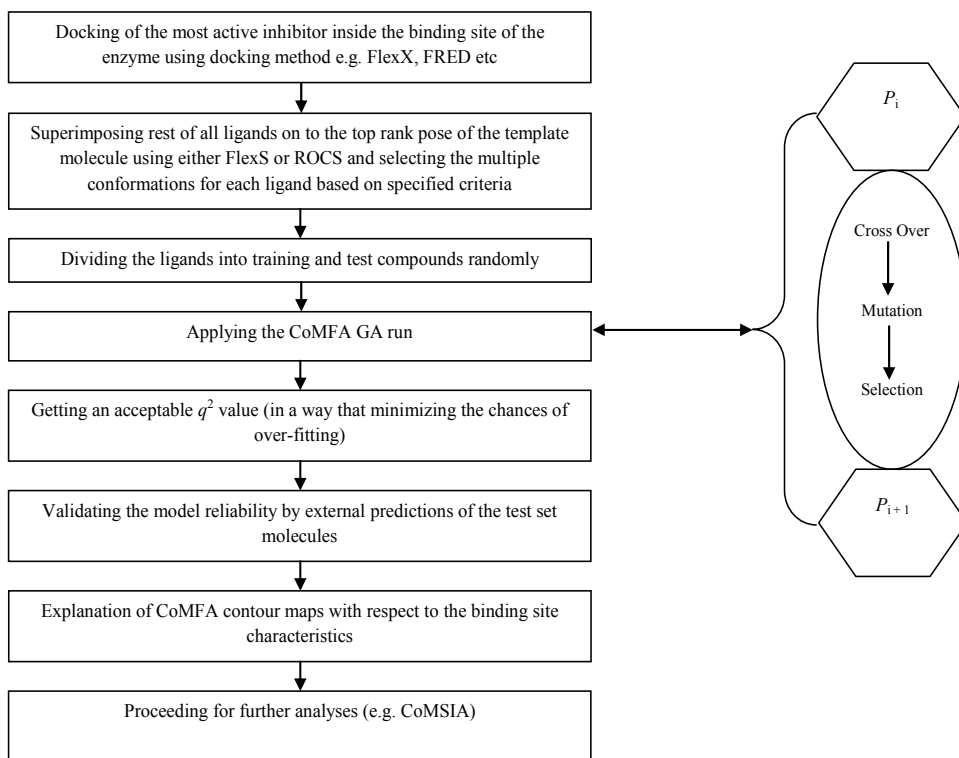 Docking of the most active inhibitor inside the binding site of the
enzyme using docking method e.g. FlexX, FRED etc
Superimposing rest of all ligands on to the top rank pose of the template
molecule using either FlexS or ROCS and selecting the multiple
conformations for each ligand based on specified criteria
Dividing the ligands into training and test compounds randomly
Applying the CoMFA GA run
Getting an acceptable q² value (in a way that minimizing the chances of
over-fitting)
Validating the model reliability by external predictions of the test set
molecules
Explanation of CoMFA contour maps with respect to the binding site
characteristics
Proceeding for further analyses (e.g. CoMSIA)
Pi
Cross Over
Mutation
Selection
Pi + 1